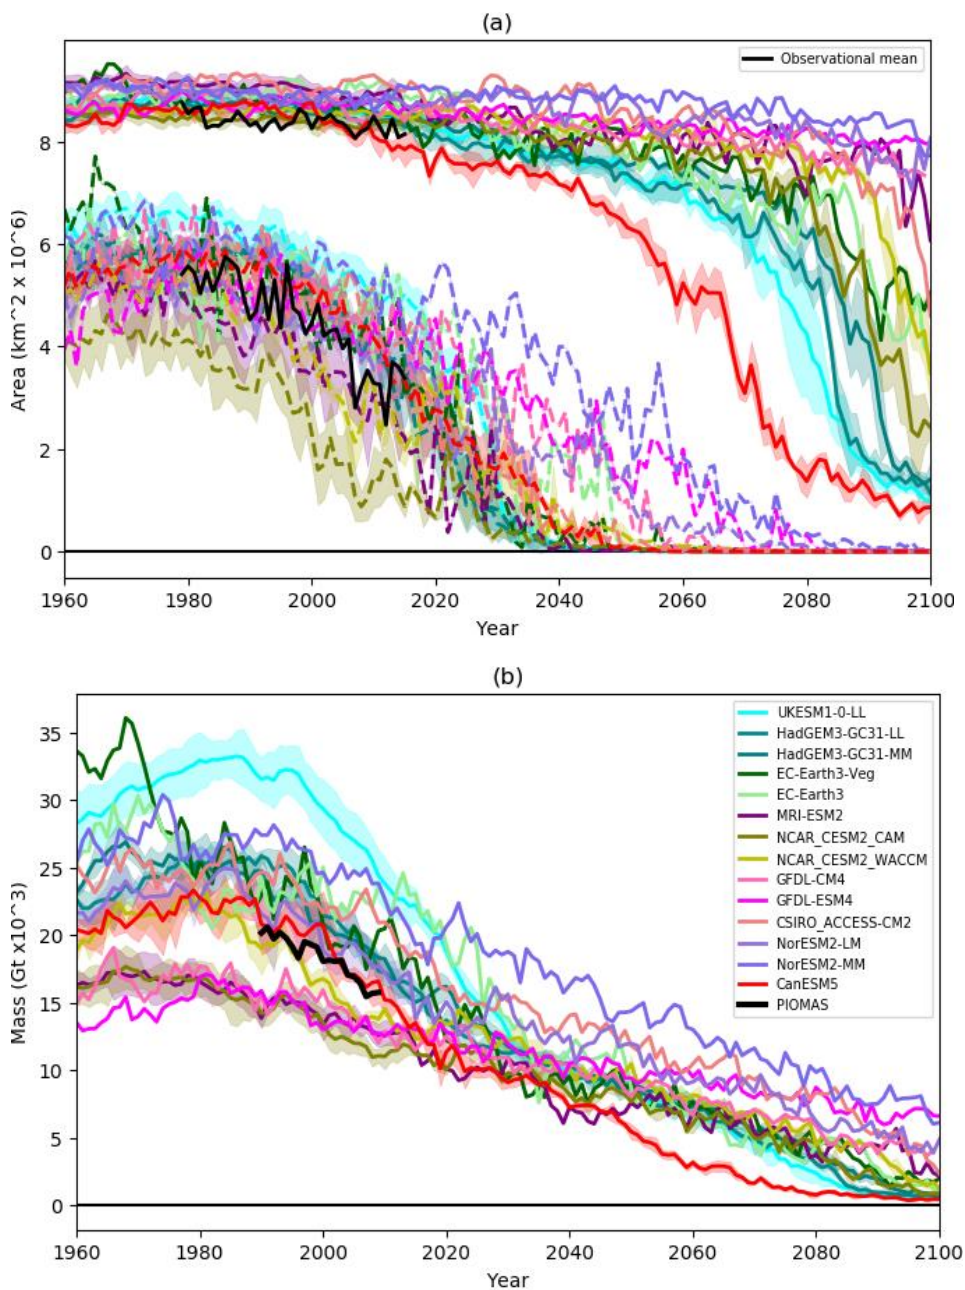 (a)
Observational mean
8
6
4
2
0
Area (km^2 x 10^6)
1960 1980 2000 2020 2040 2060 2080 2100
Year
(b)
35
30
25
20
15
10
5
0
Mass (Gt x10^3)
UKESM1-0-LL
HadGEM3-GC31-LL
HadGEM3-GC31-MM
EC-Earth3-Veg
EC-Earth3
MRI-ESM2
NCAR_CESM2_CAM
NCAR_CESM2_WACCM
GFDL-CM4
GFDL-ESM4
CSIRO_ACCESS-CM2
NorESM2-LM
NorESM2-MM
CanESM5
PIOMAS
1960 1980 2000 2020 2040 2060 2080 2100
Year